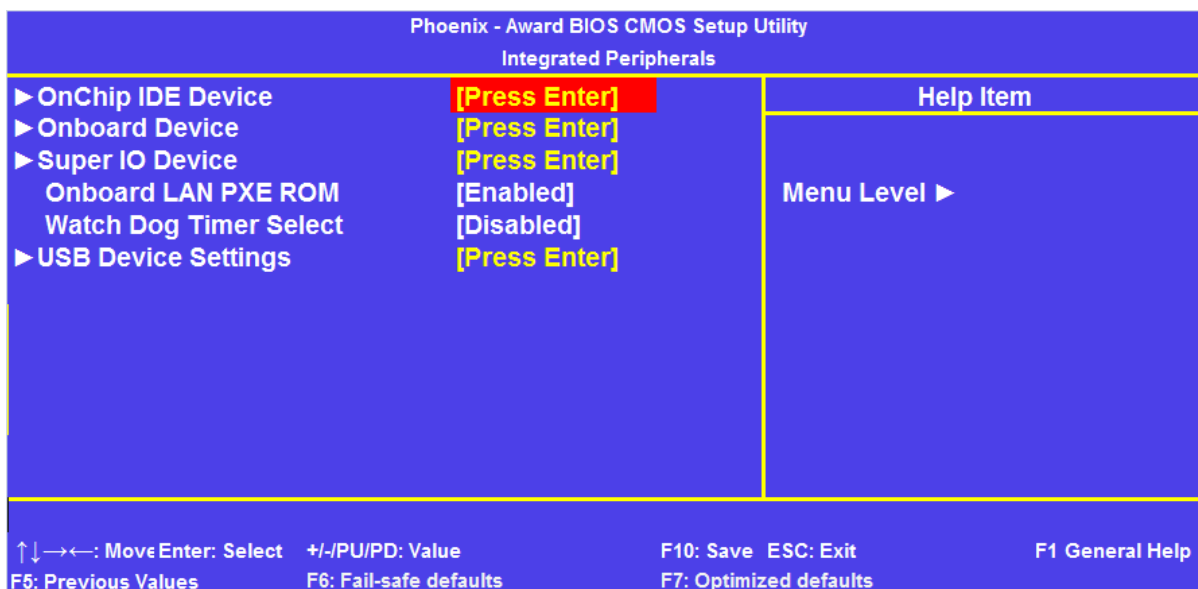 Phoenix - Award BIOS CMOS Setup Utility
Integrated Peripherals
►OnChip IDE Device [Press Enter] Help Item
►Onboard Device [Press Enter]
►Super IO Device [Press Enter]
Onboard LAN PXE ROM [Enabled] Menu Level ►
Watch Dog Timer Select [Disabled]
►USB Device Settings [Press Enter]
↑↓→←: Move Enter: Select +/-/PU/PD: Value F10: Save ESC: Exit F1 General Help
F5: Previous Values F6: Fail-safe defaults F7: Optimized defaults